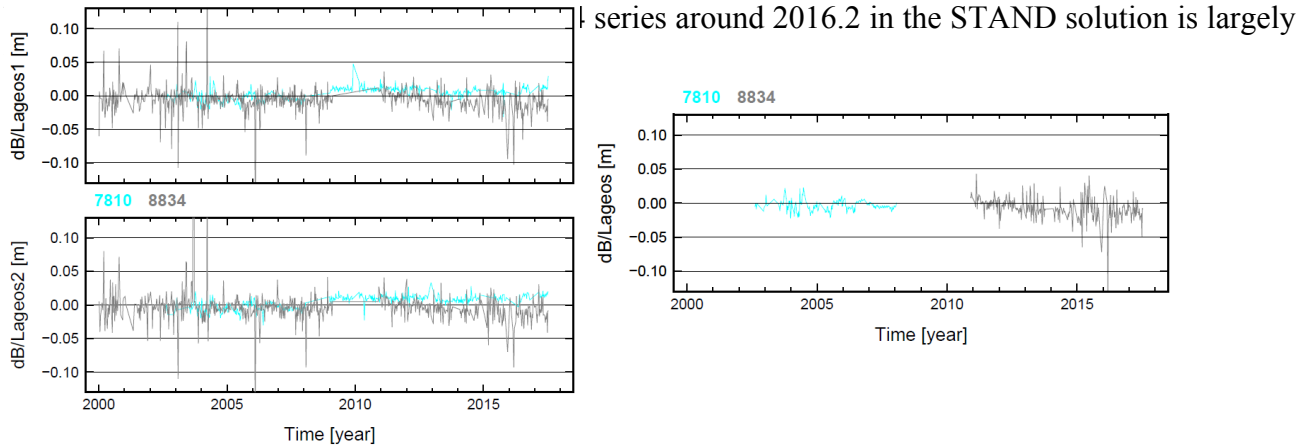 series around 2016.2 in the STAND solution is largely
dB/Lageos1 [m]
0.10
0.05
0.00
−0.05
−0.10
7810 8834
dB/Lageos2 [m]
0.10
0.05
0.00
−0.05
−0.10
2000 2005 2010 2015
Time [year]
7810 8834
dB/Lageos [m]
0.10
0.05
0.00
−0.05
−0.10
2000 2005 2010 2015
Time [year]